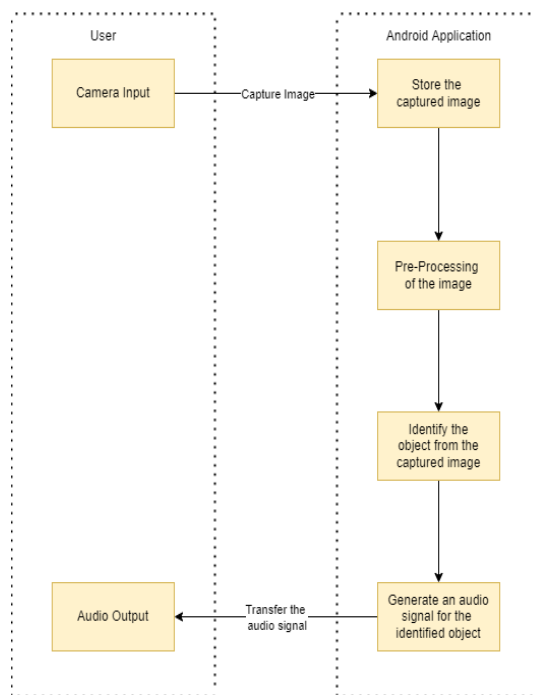 User
Android Application
Camera Input
Capture Image
Store the
captured image
Pre-Processing
of the image
Identify the
object from the
captured image
Audio Output
Transfer the
audio signal
Generate an audio
signal for the
identified object